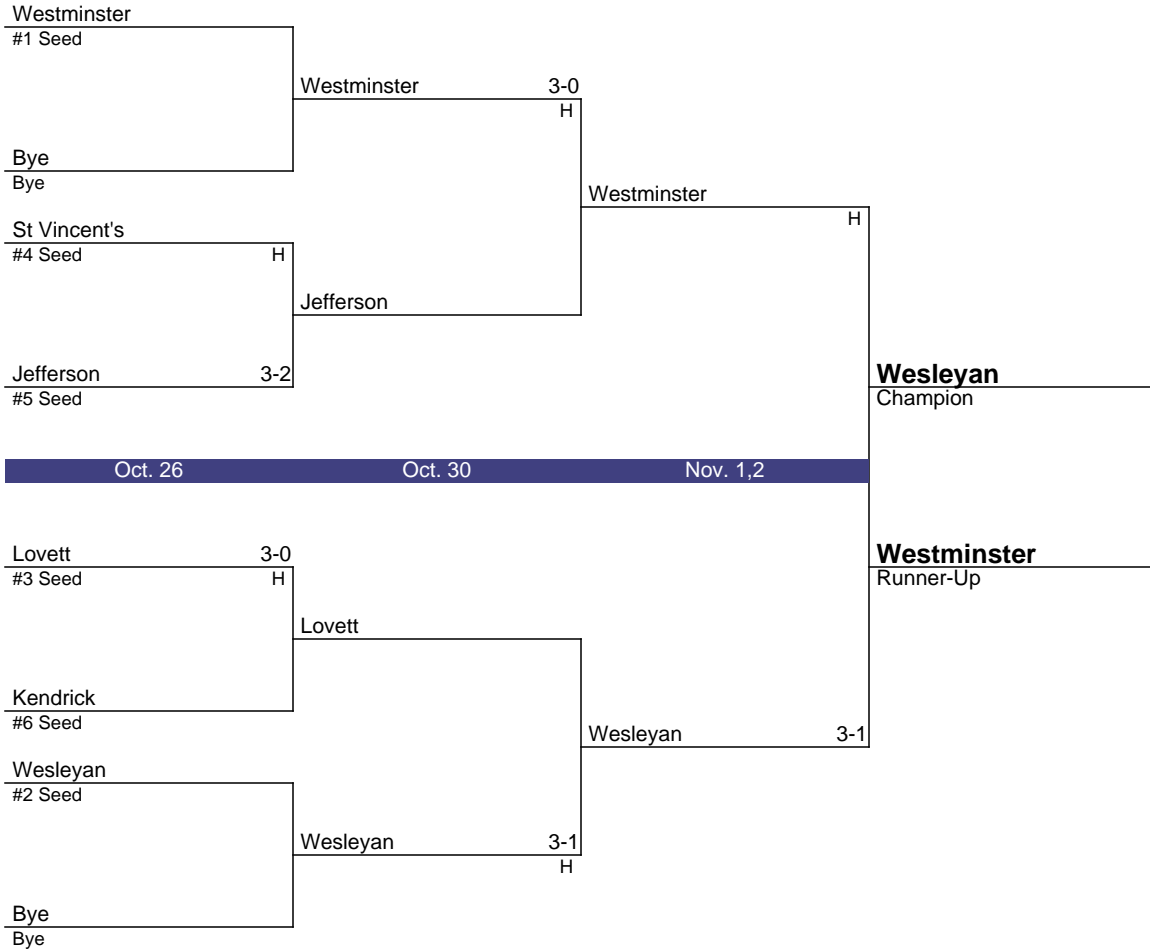 Westminster
#1 Seed
Westminster 3-0
H
Bye
Bye
Westminster
H
St Vincent's
#4 Seed H
Jefferson
Jefferson 3-2
#5 Seed
Wesleyan
Champion
Oct. 26 Oct. 30 Nov. 1,2
Lovett 3-0
#3 Seed H
Westminster
Runner-Up
Lovett
Kendrick
#6 Seed
Wesleyan 3-1
Wesleyan
#2 Seed
Wesleyan 3-1
H
Bye
Bye